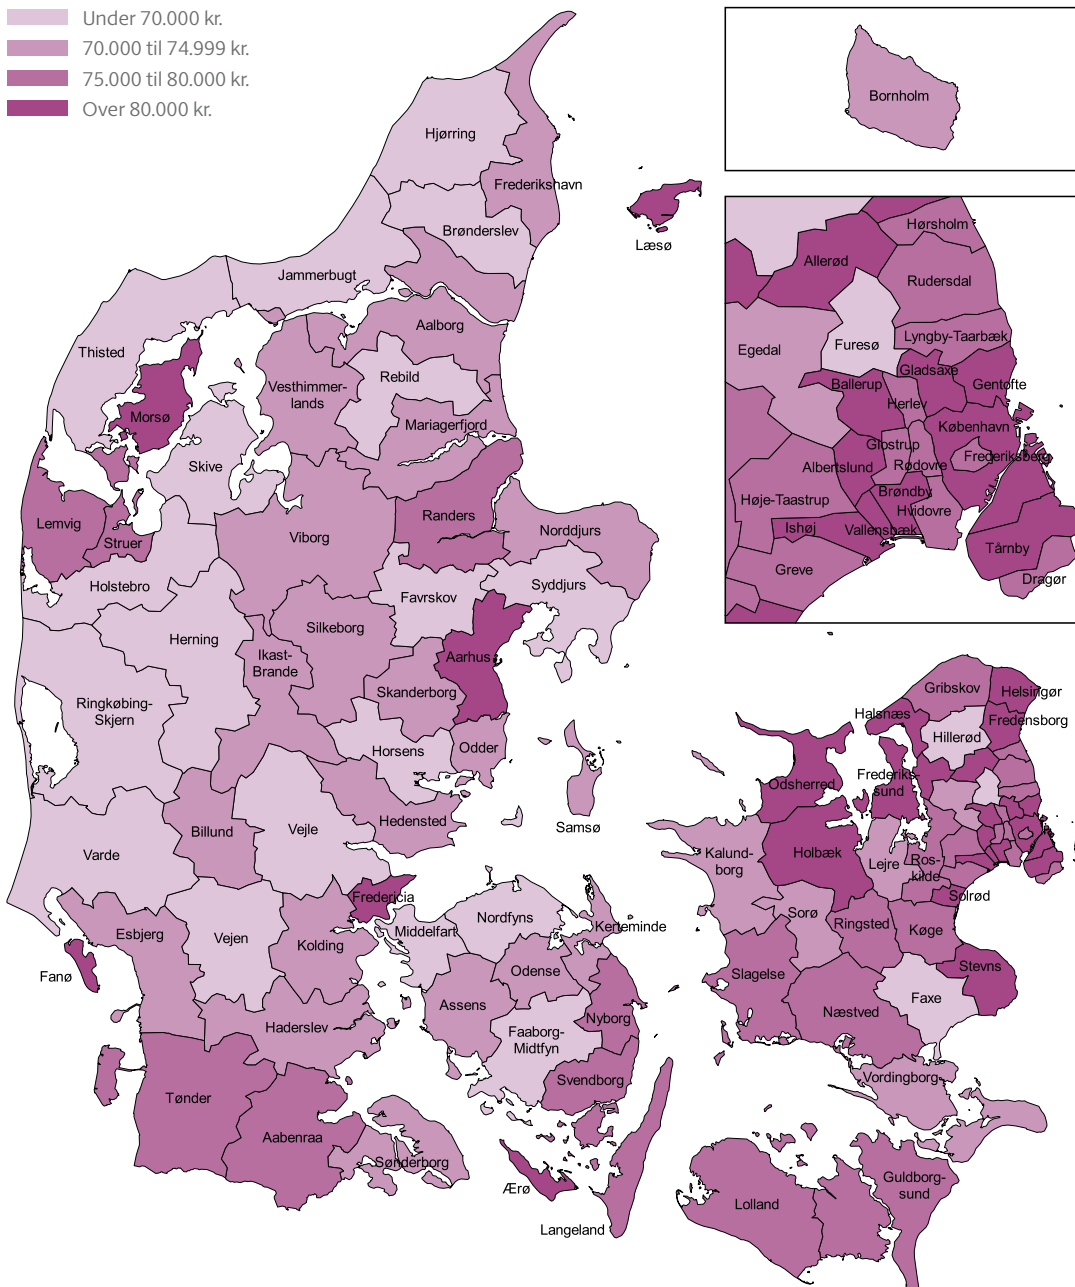 Under 70.000 kr.
70.000 til 74.999 kr.
75.000 til 80.000 kr.
Over 80.000 kr.
Bornholm
Hjørring
Frederikshavn
Brønderslev
Læsø
Jammerbugt
Aalborg
Thisted
Rebild
Vesthimmer-
lands
Morsø
Mariagerfjord
Skive
Lemvig
Struer
Randers
Viborg
Norddjurs
Holstebro
Favrskov
Syddjurs
Herning
Silkeborg
Ikast-
Brande
Aarhus
Skanderborg
Ringkøbing-
Skjern
Horsens
Odder
Samsø
Hedensted
Billund
Vejle
Varde
Fredericia
Esbjerg
Vejen
Kolding
Middelfart
Nordfyns
Kerteminde
Fanø
Odense
Assens
Haderslev
Nyborg
Faaborg-
Midtfyn
Svendborg
Tønder
Aabenraa
Sønderborg
Ærø
Langeland
Hørsholm
Allerød
Rudersdal
Lyngby-Taarbæk
Egedal
Furesø
Gladsaxe
Ballerup
Gentofte
Herlev
København
Glostrup
Frederiksberg
Albertslund
Rødovre
Høje-Taastrup
Brøndby
Hvidovre
Ishøj
Vallensbæk
Tårnby
Greve
Dragør
Gribskov
Helsingør
Halsnæs
Fredensborg
Hillerød
Odsherred
Frederiks-
sund
Kalund-
borg
Holbæk
Lejre
Ros-
kilde
Solrød
Sorø
Ringsted
Køge
Slagelse
Stevns
Næstved
Faxe
Vordingborg
Guldborg-
sund
Lolland